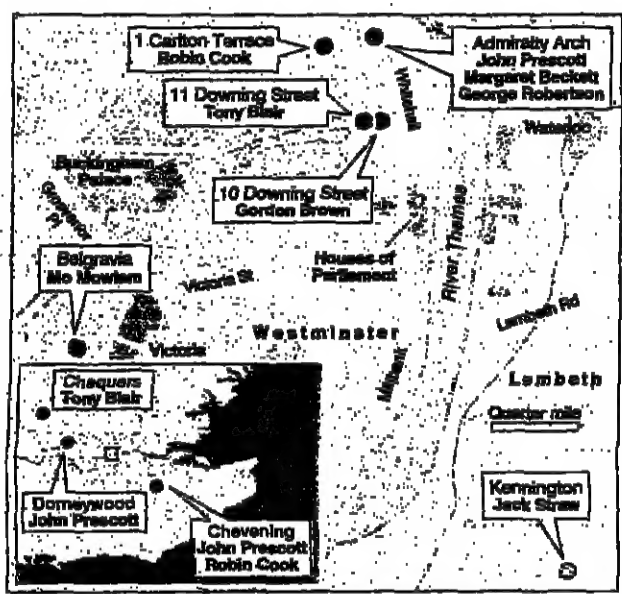 1 Carlton Terrace
Robin Cook
Admiralty Arch
John Prescott
Margaret Beckett
George Robertson
11 Downing Street
Tony Blair
Whitehall
Waterloo
Buckingham
Palace
Grosvenor
Pl
10 Downing Street
Gordon Brown
Belgravia
Mo Mowlam
Houses of
Parliament
River Thames
Victoria St
Westminster
Lambeth Rd
Victoria
Millbank
Lambeth
Quarter mile
Chequers
Tony Blair
Dorneywood
John Prescott
Chevening
John Prescott
Robin Cook
Kennington
Jack Straw